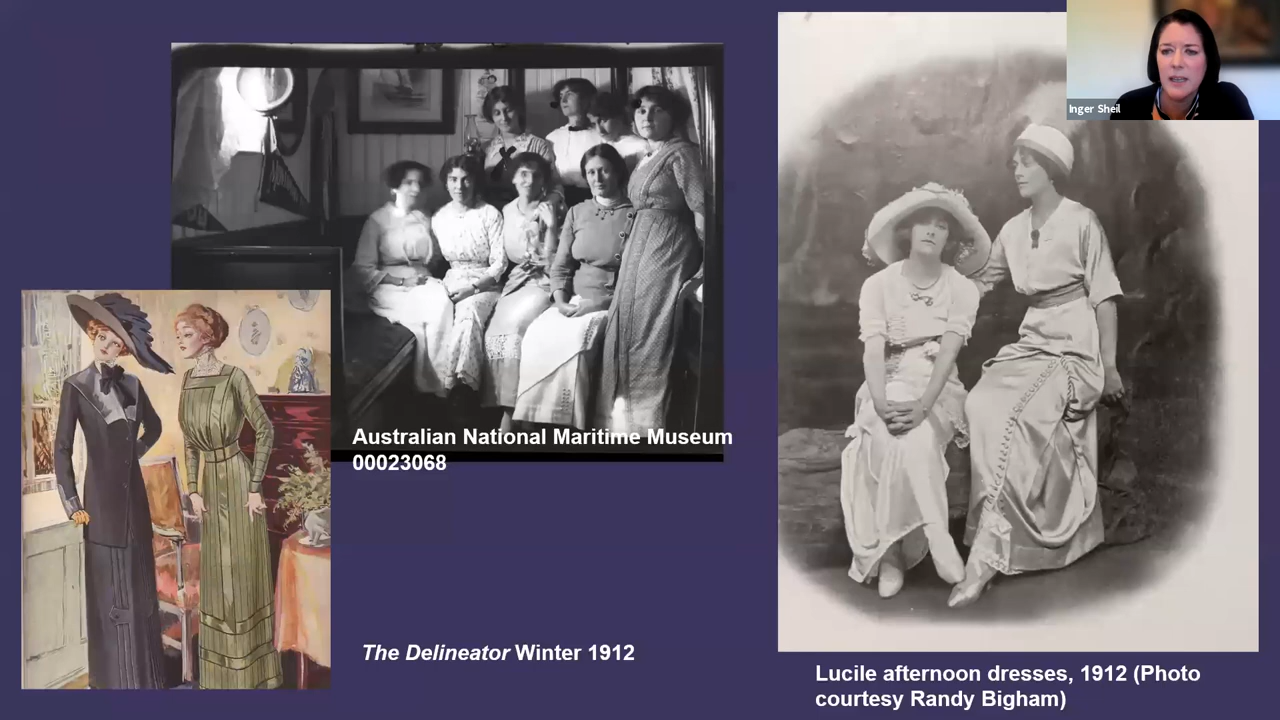 Inger Sheil
Australian National Maritime Museum
00023068
The Delineator Winter 1912
Lucile afternoon dresses, 1912 (Photo
courtesy Randy Bigham)